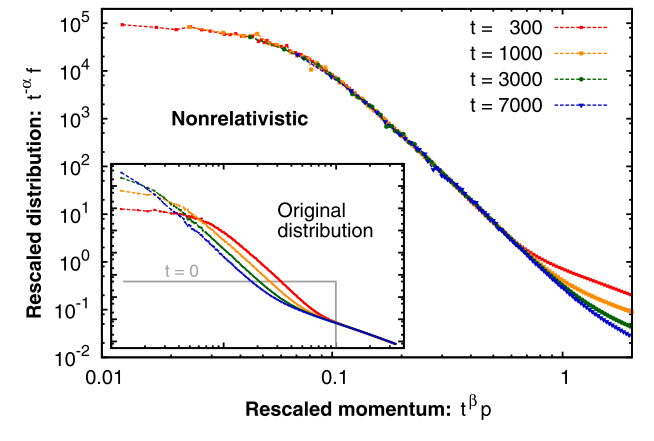 10^5
10^4
10^3
10^2
10^1
10^0
10^-1
10^-2
Rescaled distribution: t^-α f
t = 300
t = 1000
t = 3000
t = 7000
Nonrelativistic
Original
distribution
t = 0
0.01
0.1
1
Rescaled momentum: t^β p